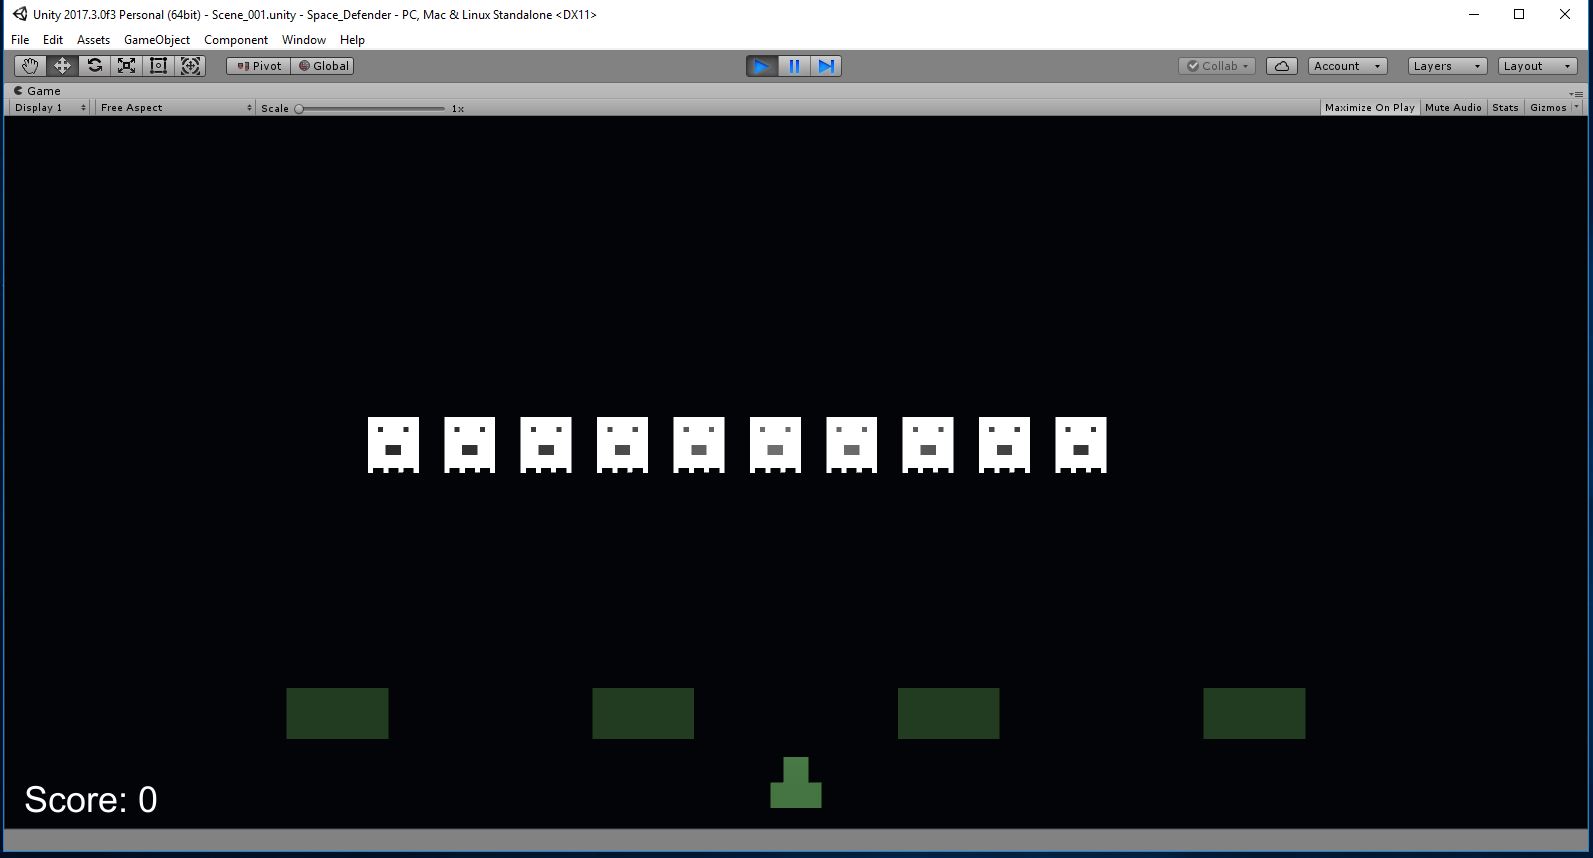 Unity 2017.3.0f3 Personal (64bit) - Scene_001.unity - Space_Defender - PC, Mac & Linux Standalone <DX11>
File Edit Assets GameObject Component Window Help
Pivot Global Collab Account Layers Layout
Game
Display 1 Free Aspect Scale 1x Maximize On Play Mute Audio Stats Gizmos
Score: 0